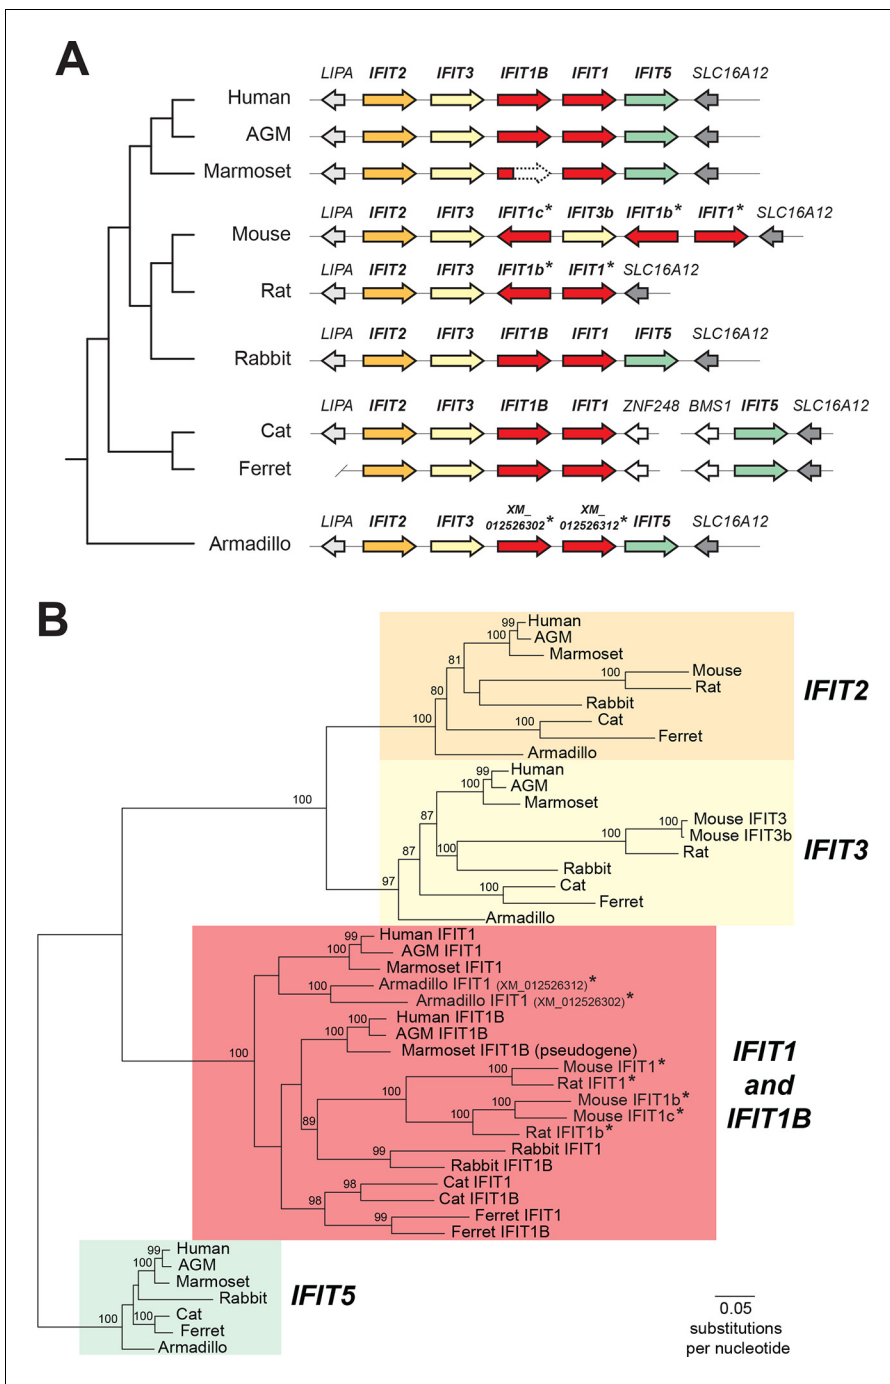 A
LIPA IFIT2 IFIT3 IFIT1B IFIT1 IFIT5 SLC16A12
Human
AGM
Marmoset
LIPA IFIT2 IFIT3 IFIT1c* IFIT3b IFIT1b* IFIT1* SLC16A12
Mouse
LIPA IFIT2 IFIT3 IFIT1b* IFIT1* SLC16A12
Rat
LIPA IFIT2 IFIT3 IFIT1B IFIT1 IFIT5 SLC16A12
Rabbit
LIPA IFIT2 IFIT3 IFIT1B IFIT1 ZNF248 BMS1 IFIT5 SLC16A12
Cat
Ferret
XM_ XM_
LIPA IFIT2 IFIT3 012526302* 012526312* IFIT5 SLC16A12
Armadillo
B
99 Human
100 AGM
Marmoset
81
100 Mouse
80 Rat
Rabbit
100 100 Cat
Ferret
Armadillo
IFIT2
99 Human
100 AGM
100 Marmoset
87 100 Mouse IFIT3
100 Mouse IFIT3b
87 100 Rat
Rabbit
97 100 Cat
Ferret
Armadillo
IFIT3
99 Human IFIT1
100 AGM IFIT1
Marmoset IFIT1
100 Armadillo IFIT1 (XM_012526312)*
Armadillo IFIT1 (XM_012526302)*
100 Human IFIT1B
100 AGM IFIT1B
100 Marmoset IFIT1B (pseudogene)
100 Mouse IFIT1*
100 Rat IFIT1*
100 Mouse IFIT1b*
100 Mouse IFIT1c*
89 Rat IFIT1b*
99 Rabbit IFIT1
Rabbit IFIT1B
98 Cat IFIT1
98 Cat IFIT1B
99 Ferret IFIT1
Ferret IFIT1B
IFIT1
and
IFIT1B
99 Human
100 AGM
Marmoset
Rabbit
100 100 Cat
Ferret
Armadillo
IFIT5
0.05
substitutions
per nucleotide